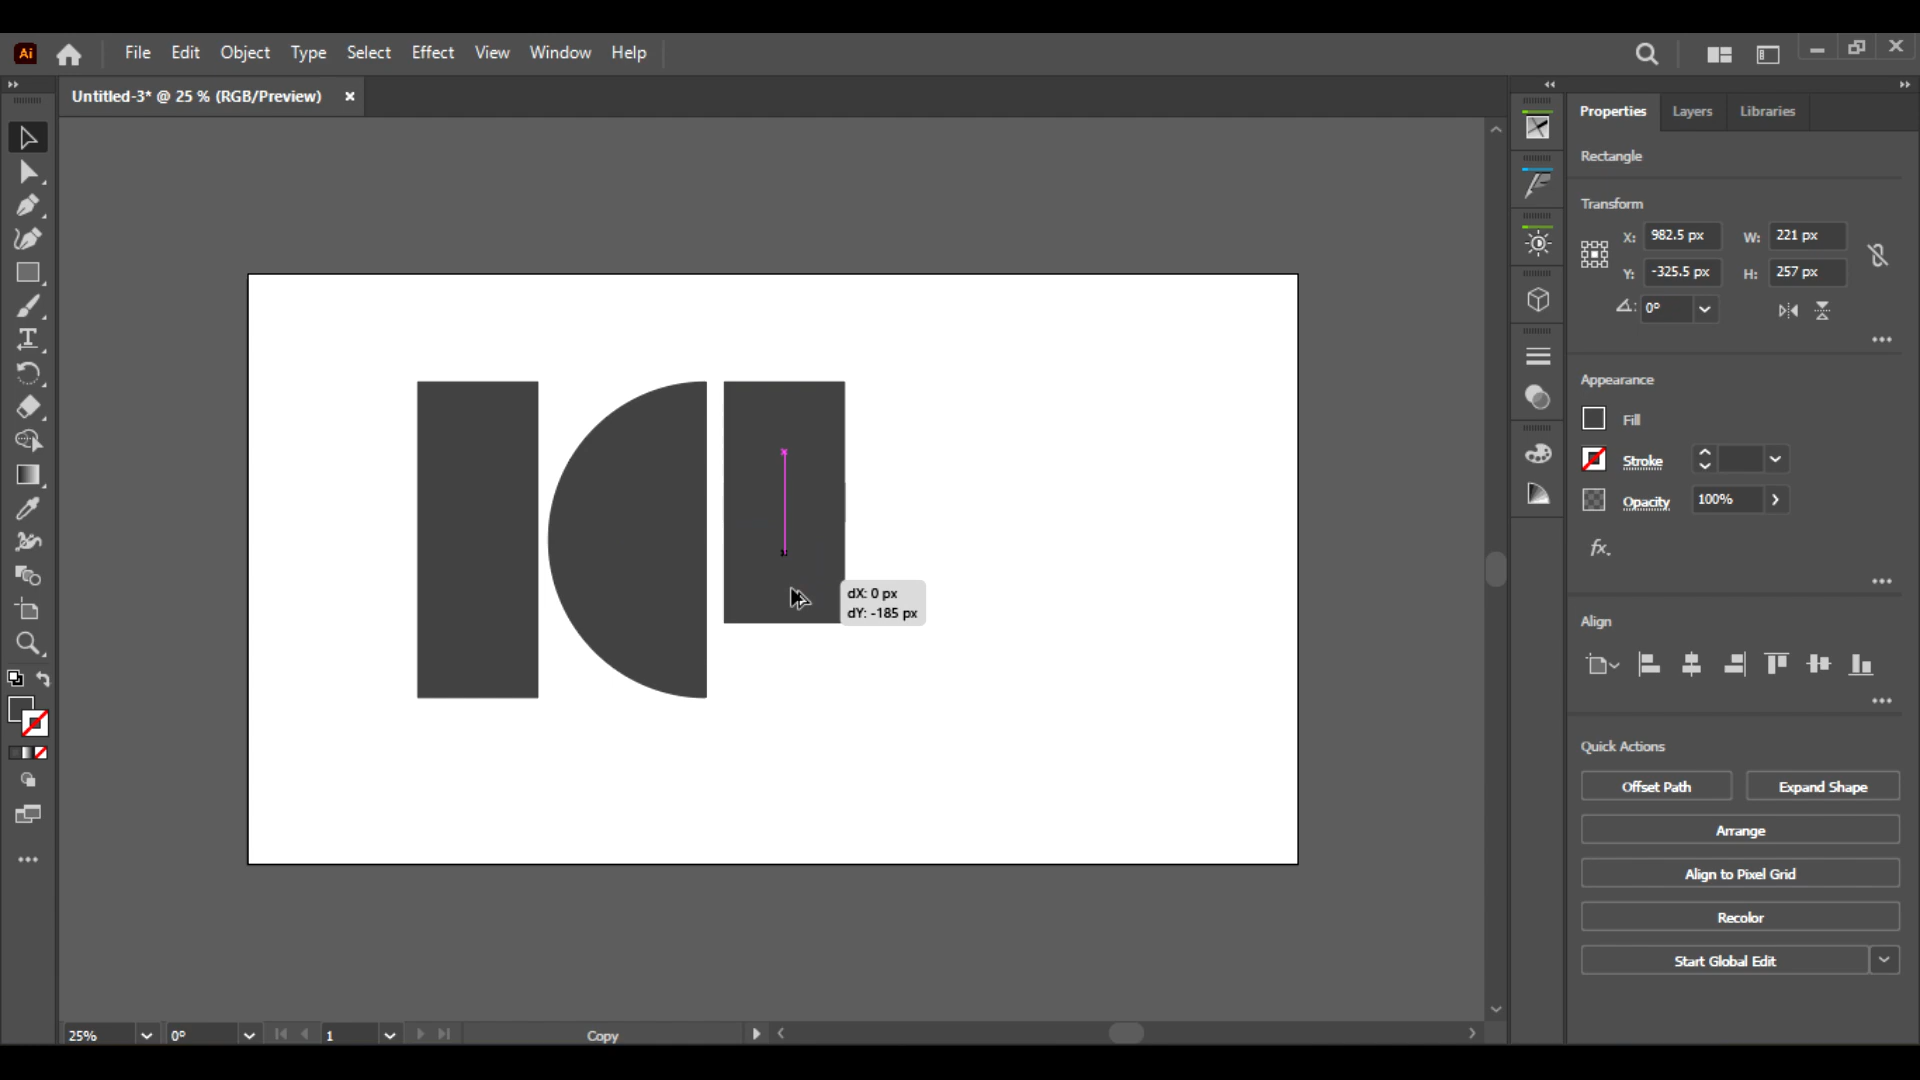 Ai File Edit Object Type Select Effect View Window Help
Untitled-3* @ 25 % (RGB/Preview)
Properties Layers Libraries
Rectangle
Transform
X: 982.5 px W: 221 px
Y: -325.5 px H: 257 px
0°
Appearance
Fill
Stroke
Opacity 100%
fx.
dX: 0 px
dY: -185 px
Align
Quick Actions
Offset Path Expand Shape
Arrange
Align to Pixel Grid
Recolor
Start Global Edit
25% 0° 1 Copy